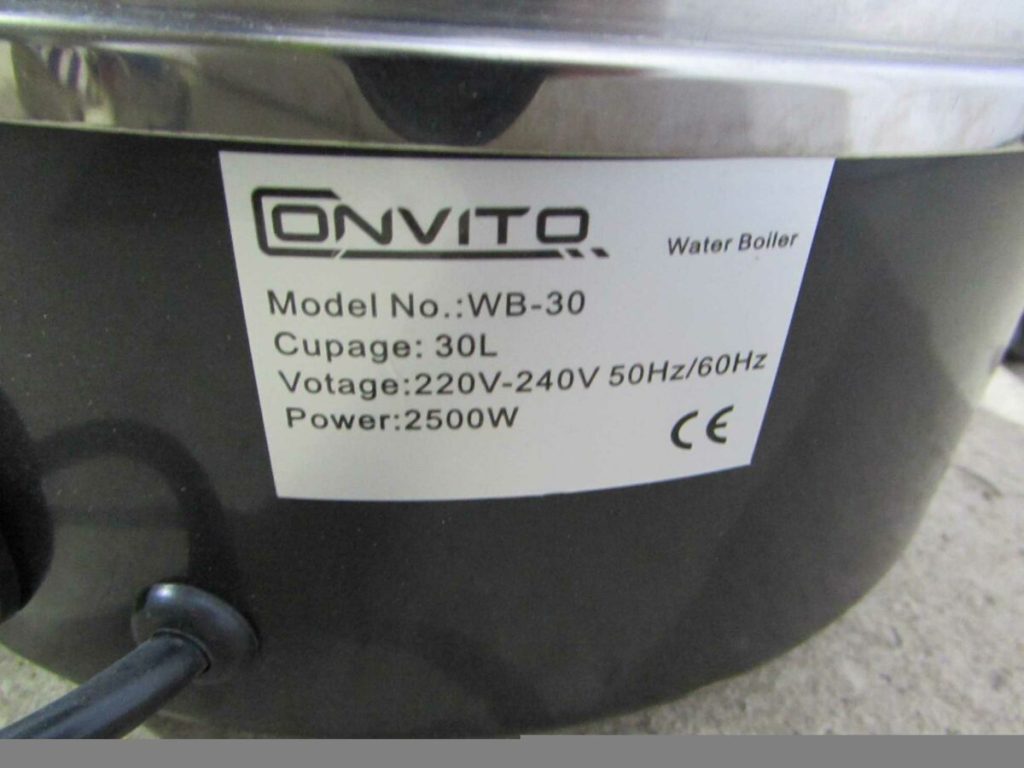 CONVITO
Water Boiler
Model No.:WB-30
Cupage: 30L
Votage:220V-240V 50Hz/60Hz
Power:2500W
CE